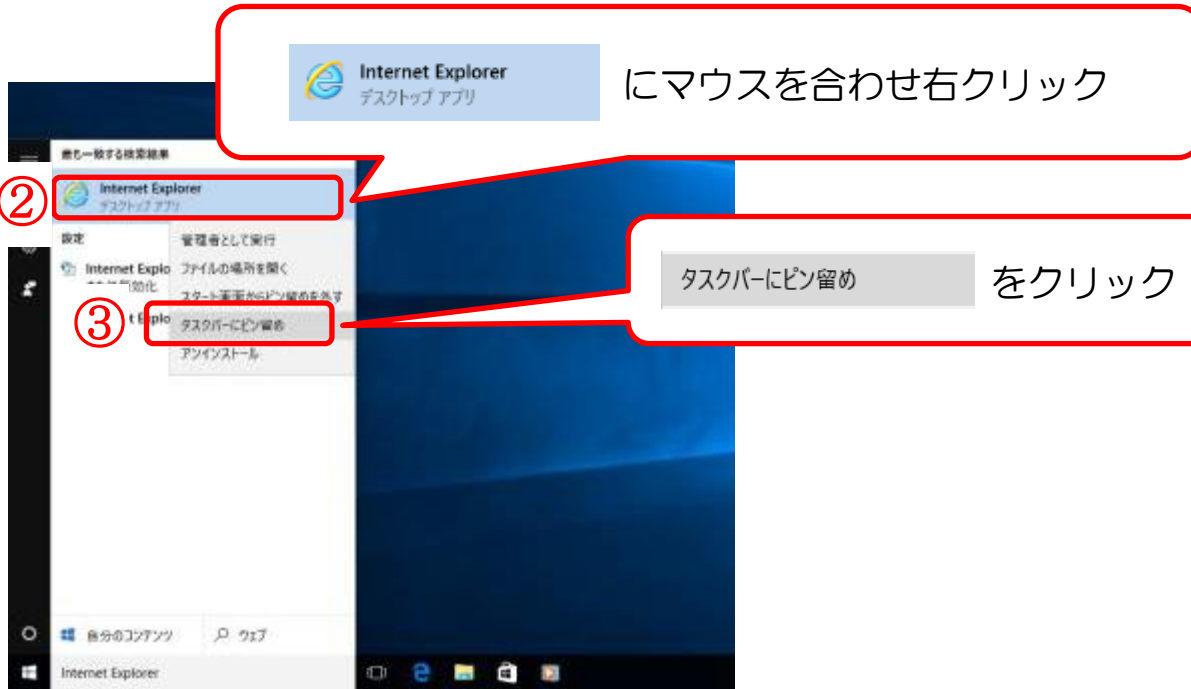 Internet Explorer
デスクトップ アプリ
にマウスを合わせ右クリック
最も一致する検索結果
②
Internet Explorer
デスクトップ アプリ
設定
管理者として実行
Internet Explo
ファイルの場所を開く
効化
スタート画面からピン留めを外す
③
t Explo
タスクバーにピン留め
アンインストール
タスクバーにピン留め
をクリック
自分のコンテンツ
ウェブ
Internet Explorer